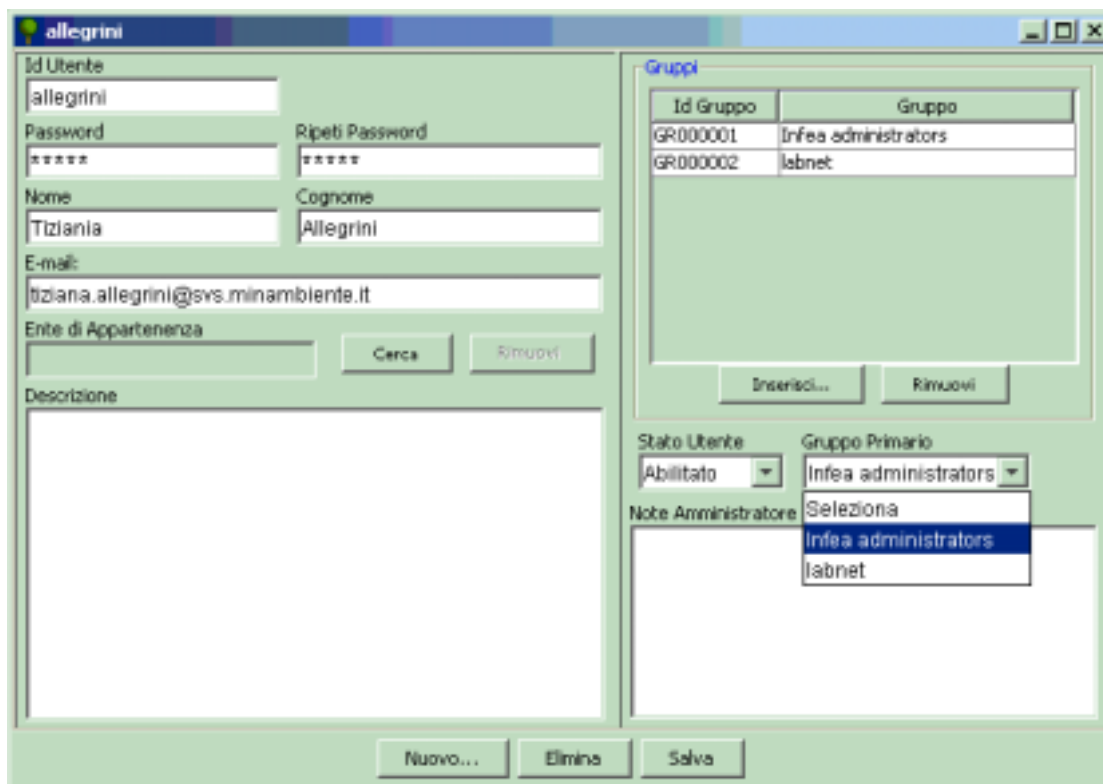 allegrini
Id Utente
allegrini
Password Ripeti Password
***** *****
Nome Cognome
Tiziania Allegrini
E-mail:
tiziana.allegrini@svs.minambiente.it
Ente di Appartenenza
Cerca Rimuovi
Descrizione
Gruppi
Id Gruppo Gruppo
GR000001 Infea administrators
GR000002 labnet
Inserisci... Rimuovi
Stato Utente Gruppo Primario
Abilitato Infea administrators
Seleziona
Infea administrators
labnet
Note Amministratore
Nuovo... Elimina Salva